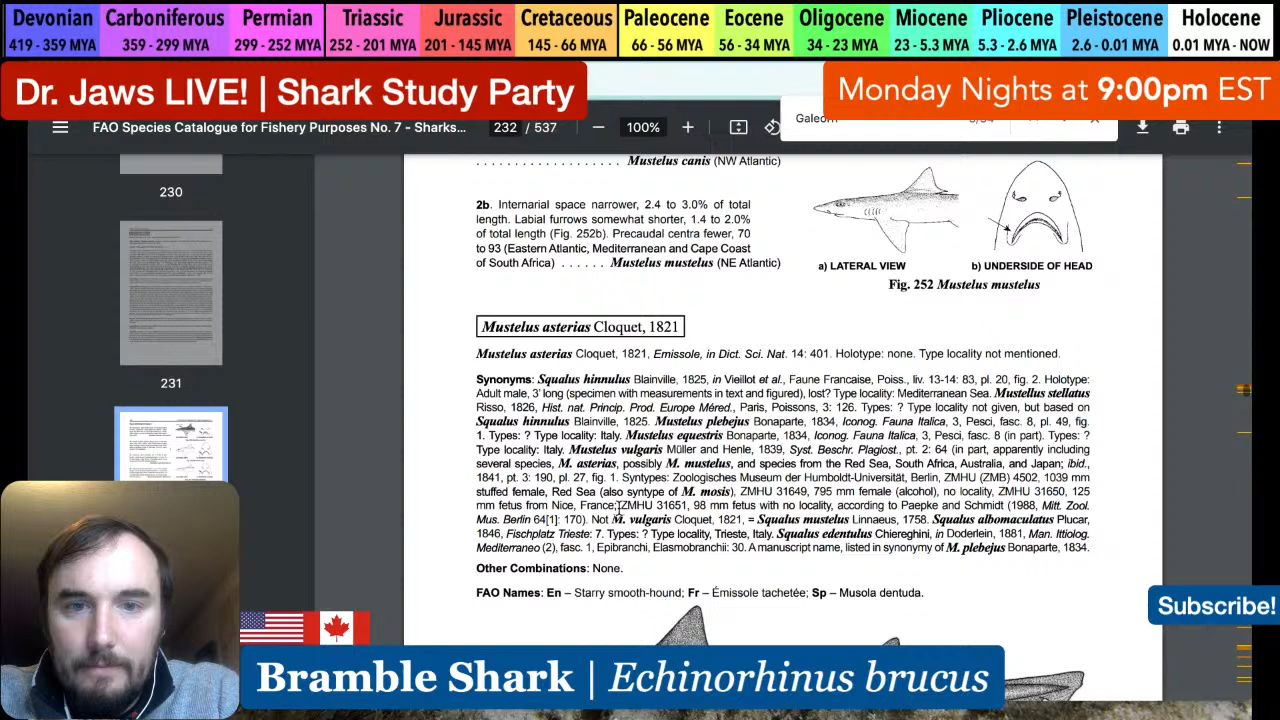 Devonian Carboniferous Permian Triassic Jurassic Cretaceous Paleocene Eocene Oligocene Miocene Pliocene Pleistocene Holocene
419 - 359 MYA 359 - 299 MYA 299 - 252 MYA 252 - 201 MYA 201 - 145 MYA 145 - 66 MYA 66 - 56 MYA 56 - 34 MYA 34 - 23 MYA 23 - 5.3 MYA 5.3 - 2.6 MYA 2.6 - 0.01 MYA 0.01 MYA - NOW
Dr. Jaws LIVE! | Shark Study Party
Monday Nights at 9:00pm EST
FAO Species Catalogue for Fishery Purposes No. 7 - Sharks...
232 / 537
100%
Galeorh
230
231
. . . . . . . . . . . . . . . . . . . Mustelus canis (NW Atlantic)
2b. Internarial space narrower, 2.4 to 3.0% of total
length. Labial furrows somewhat shorter, 1.4 to 2.0%
of total length (Fig. 252b). Precaudal centra fewer, 70
to 93 (Eastern Atlantic, Mediterranean and Cape Coast
of South Africa) . . . . . . Mustelus mustelus (NE Atlantic)
a) LATERAL VIEW
b) UNDERSIDE OF HEAD
Fig. 252 Mustelus mustelus
Mustelus asterias Cloquet, 1821
Mustelus asterias Cloquet, 1821, Emissole, in Dict. Sci. Nat. 14: 401. Holotype: none. Type locality not mentioned.
Synonyms: Squalus hinnulus Blainville, 1825, in Vieillot et al., Faune Francaise, Poiss., liv. 13-14: 83, pl. 20, fig. 2. Holotype:
Adult male, 3' long (specimen with measurements in text and figured), lost? Type locality: Mediterranean Sea. Mustellus stellatus
Risso, 1826, Hist. nat. Princip. Prod. Europe Méred., Paris, Poissons, 3: 126. Types: ? Type locality not given, but based on
Squalus hinnulus Blainville, 1825. Mustelus plebejus Bonaparte, 1834, Iconog. Fauna Italica, 3, Pesci, fasc. 8, pl. 49, fig.
1. Types: ? Type locality: Italy. Mustelus equestris Bonaparte, 1834, Iconog. Fauna Italica, 3, Pesci, fasc. 8 (in part). Types: ?
Type locality: Italy. Mustelus vulgaris Müller and Henle, 1839, Syst. Beschr. Plagiost., pt. 2: 64 (in part, apparently including
several species, M. asterias, possibly M. mustelus, and species from the Red Sea, South Africa, Australia, and Japan; ibid.,
1841, pt. 3: 190, pl. 27, fig. 1. Syntypes: Zoologisches Museum der Humboldt-Universität, Berlin, ZMHU (ZMB) 4502, 1039 mm
stuffed female, Red Sea (also syntype of M. mosis), ZMHU 31649, 795 mm female (alcohol), no locality, ZMHU 31650, 125
mm fetus from Nice, France; ZMHU 31651, 98 mm fetus with no locality, according to Paepke and Schmidt (1988, Mitt. Zool.
Mus. Berlin 64[1]: 170). Not M. vulgaris Cloquet, 1821, = Squalus mustelus Linnaeus, 1758. Squalus albomaculatus Plucar,
1846, Fischplatz Trieste: 7. Types: ? Type locality, Trieste, Italy. Squalus edentulus Chiereghini, in Doderlein, 1881, Man. Ittiolog.
Mediterraneo (2), fasc. 1, Epibranchi, Elasmobranchii: 30. A manuscript name, listed in synonymy of M. plebejus Bonaparte, 1834.
Other Combinations: None.
FAO Names: En – Starry smooth-hound; Fr – Émissole tachetée; Sp – Musola dentuda.
Subscribe!
Bramble Shark | Echinorhinus brucus